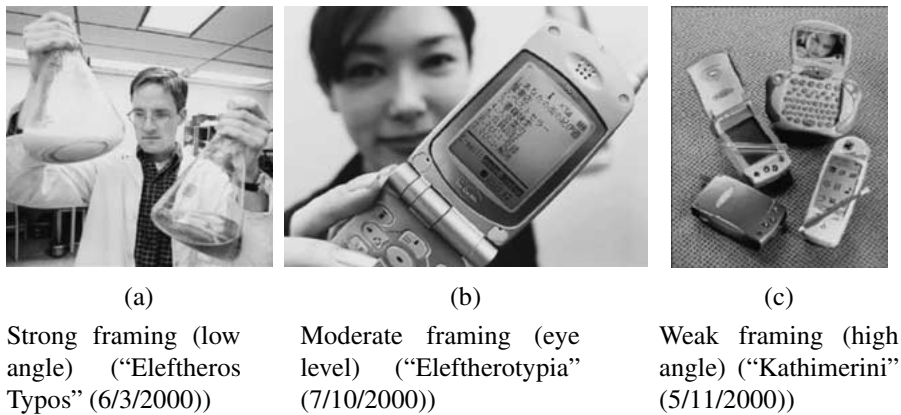 (a)
(b)
(c)
Strong framing (low
angle) (“Eleftheros
Typos” (6/3/2000))
Moderate framing (eye
level) (“Eleftherotypia”
(7/10/2000))
Weak framing (high
angle) (“Kathimerini”
(5/11/2000))